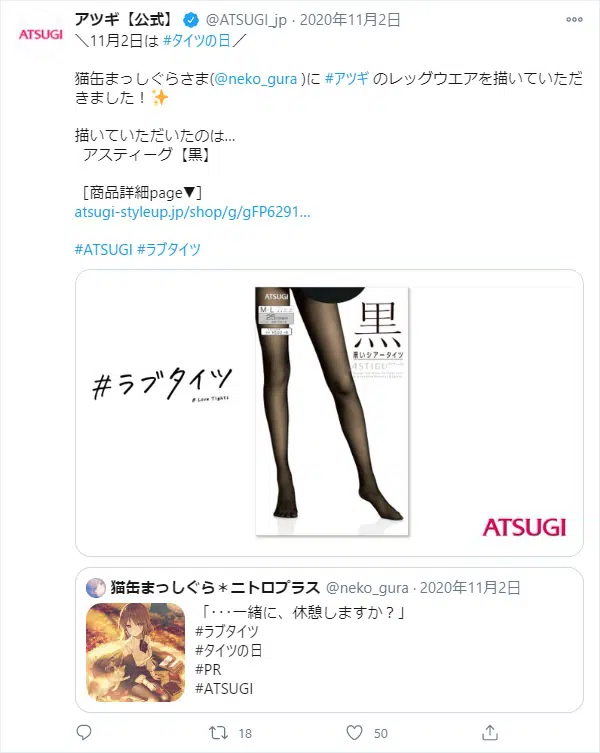 アツギ【公式】 @ATSUGI_jp · 2020年11月2日
ATSUGI
＼11月2日は #タイツの日／
猫缶まっしぐらさま(@neko_gura )に #アツギ のレッグウエアを描いていただ
きました！✨
描いていただいたのは…
アスティーグ【黒】
［商品詳細page▼］
atsugi-styleup.jp/shop/g/gFP6291...
#ATSUGI #ラブタイツ
#ラブタイツ
# Love Tights
ATSUGI
M-L
25
黒
黒いシアータイツ
ASTIGU
ATSUGI
猫缶まっしぐら＊ニトロプラス @neko_gura · 2020年11月2日
「･･･一緒に、休憩しますか？」
#ラブタイツ
#タイツの日
#PR
#ATSUGI
18
50